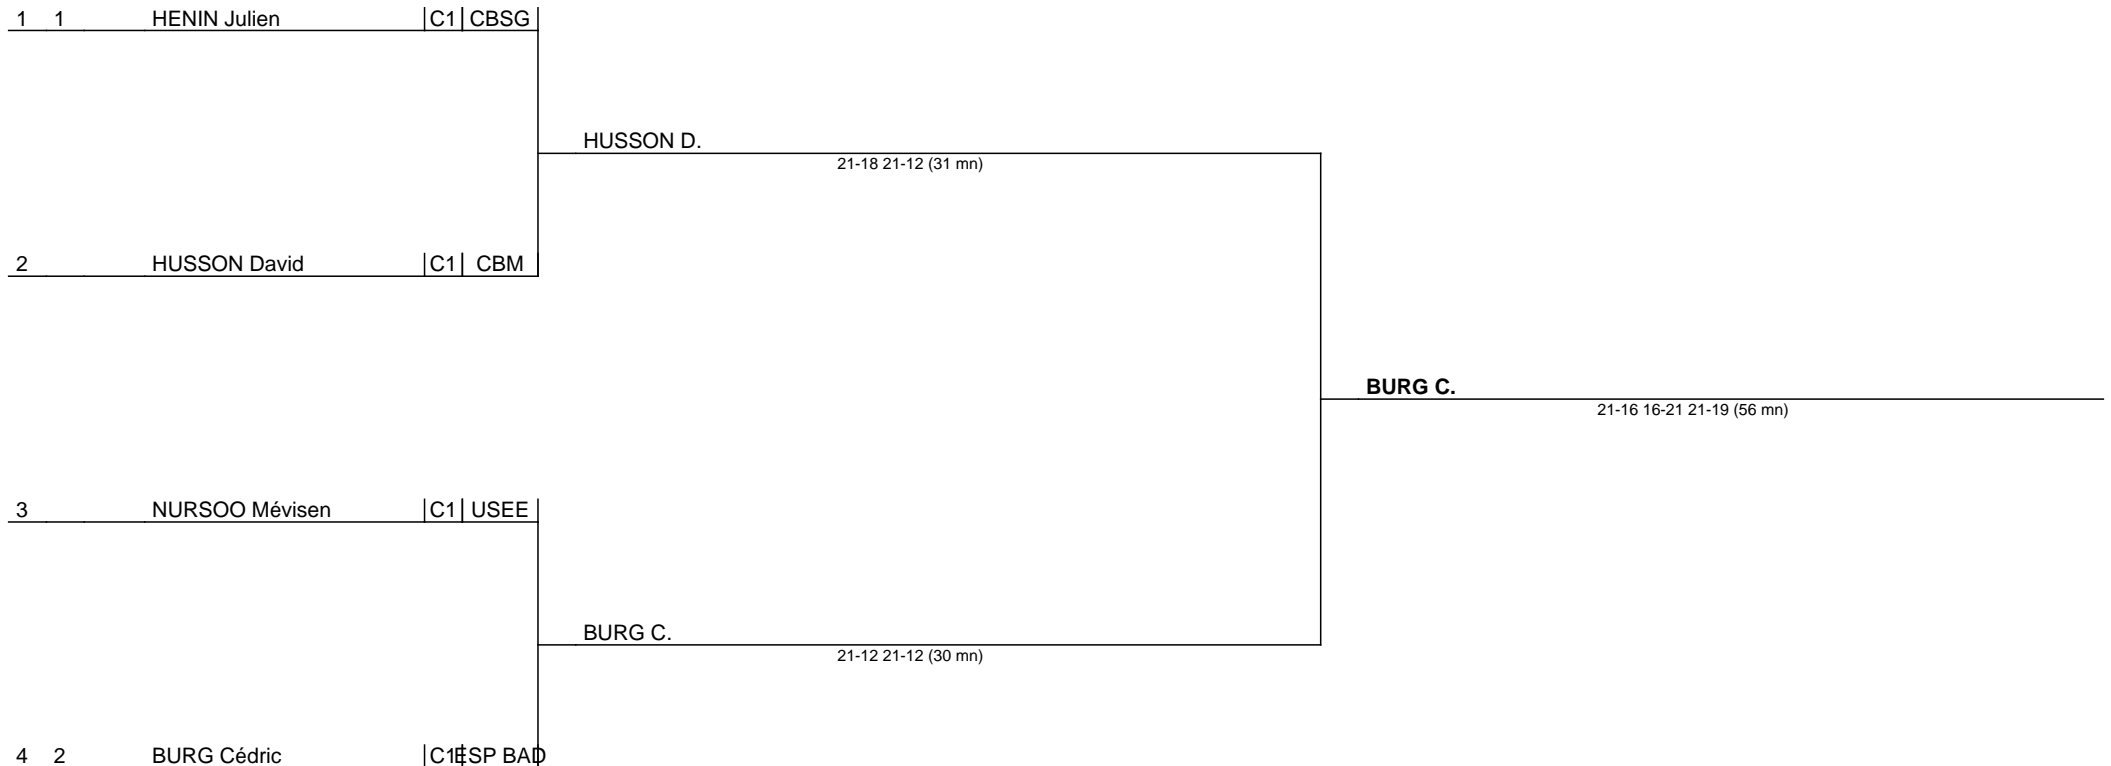 1 1 HENIN Julien C1 CBSG
HUSSON D.
21-18 21-12 (31 mn)
2 HUSSON David C1 CBM
BURG C.
21-16 16-21 21-19 (56 mn)
3 NURSOO Mévisen C1 USEE
BURG C.
21-12 21-12 (30 mn)
4 2 BURG Cédric C1 ESP BAD